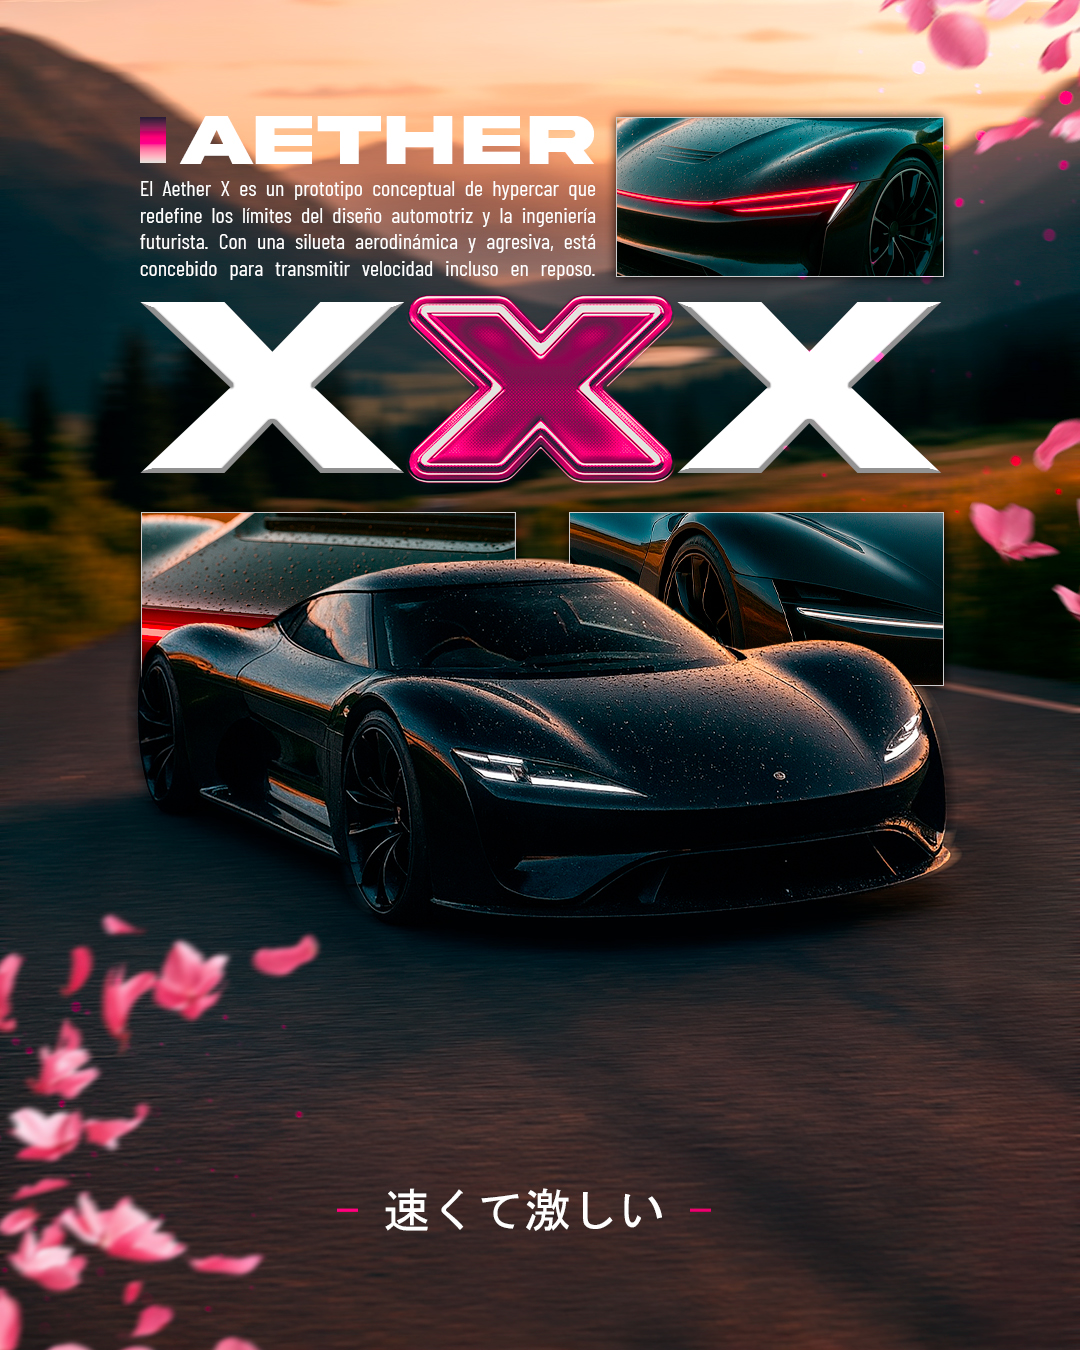 AETHER
El Aether X es un prototipo conceptual de hypercar que
redefine los límites del diseño automotriz y la ingeniería
futurista. Con una silueta aerodinámica y agresiva, está
concebido para transmitir velocidad incluso en reposo.
XXX
– 速くて激しい –